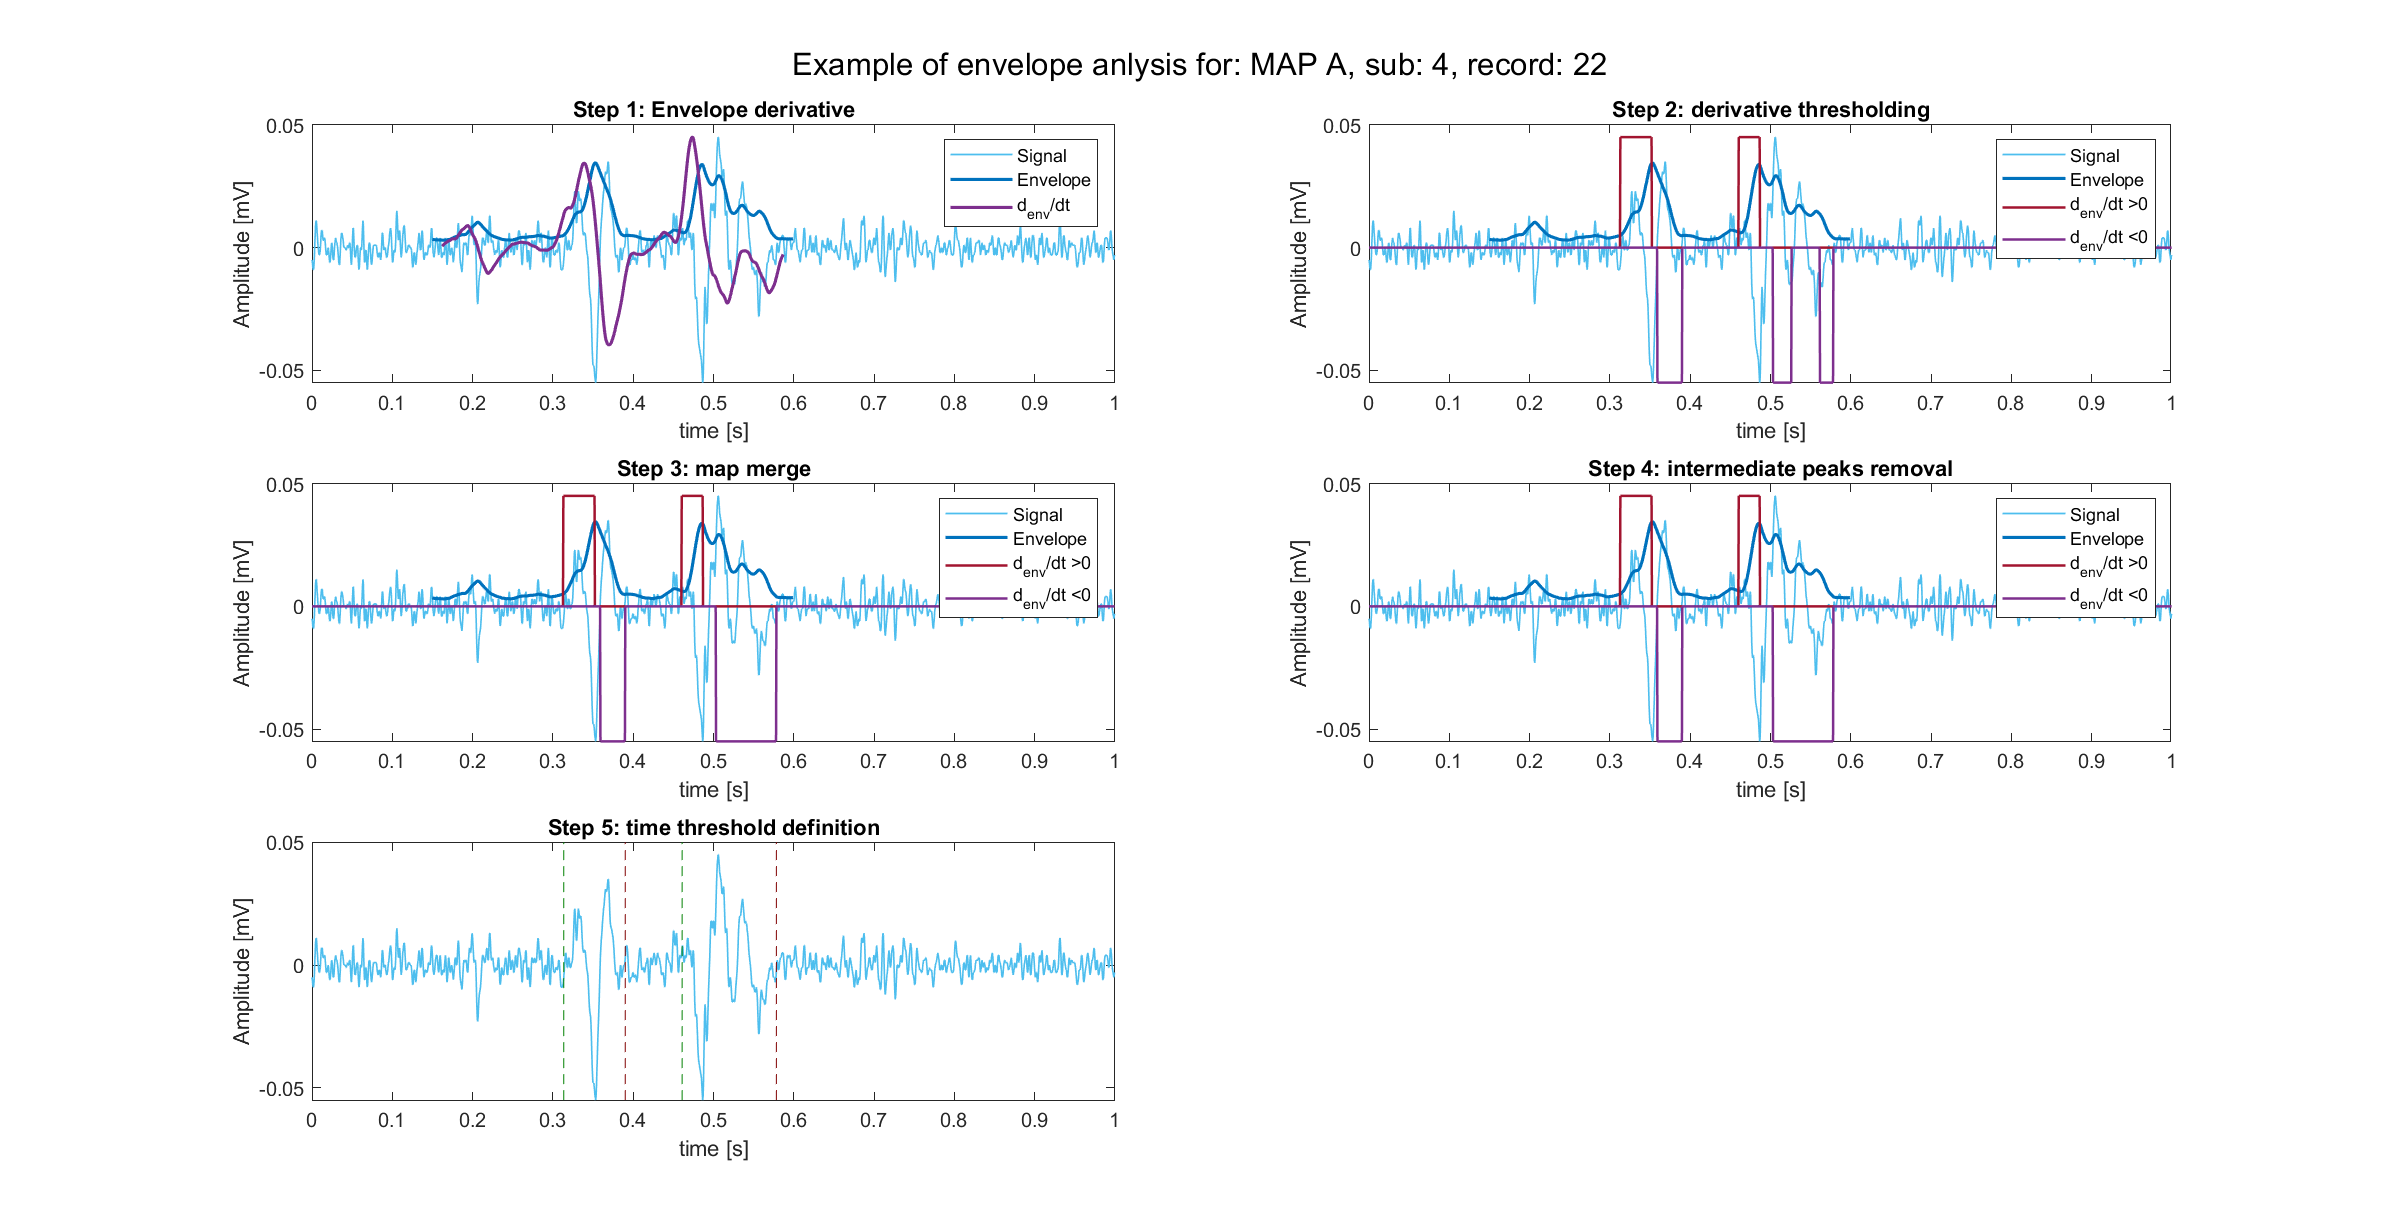 Example of envelope anlysis for: MAP A, sub: 4, record: 22
Step 1: Envelope derivative
0.05
0
-0.05
Amplitude [mV]
Signal
Envelope
d_env/dt
0 0.1 0.2 0.3 0.4 0.5 0.6 0.7 0.8 0.9 1
time [s]
Step 2: derivative thresholding
0.05
0
-0.05
Amplitude [mV]
Signal
Envelope
d_env/dt >0
d_env/dt <0
0 0.1 0.2 0.3 0.4 0.5 0.6 0.7 0.8 0.9 1
time [s]
Step 3: map merge
0.05
0
-0.05
Amplitude [mV]
Signal
Envelope
d_env/dt >0
d_env/dt <0
0 0.1 0.2 0.3 0.4 0.5 0.6 0.7 0.8 0.9 1
time [s]
Step 4: intermediate peaks removal
0.05
0
-0.05
Amplitude [mV]
Signal
Envelope
d_env/dt >0
d_env/dt <0
0 0.1 0.2 0.3 0.4 0.5 0.6 0.7 0.8 0.9 1
time [s]
Step 5: time threshold definition
0.05
0
-0.05
Amplitude [mV]
0 0.1 0.2 0.3 0.4 0.5 0.6 0.7 0.8 0.9 1
time [s]